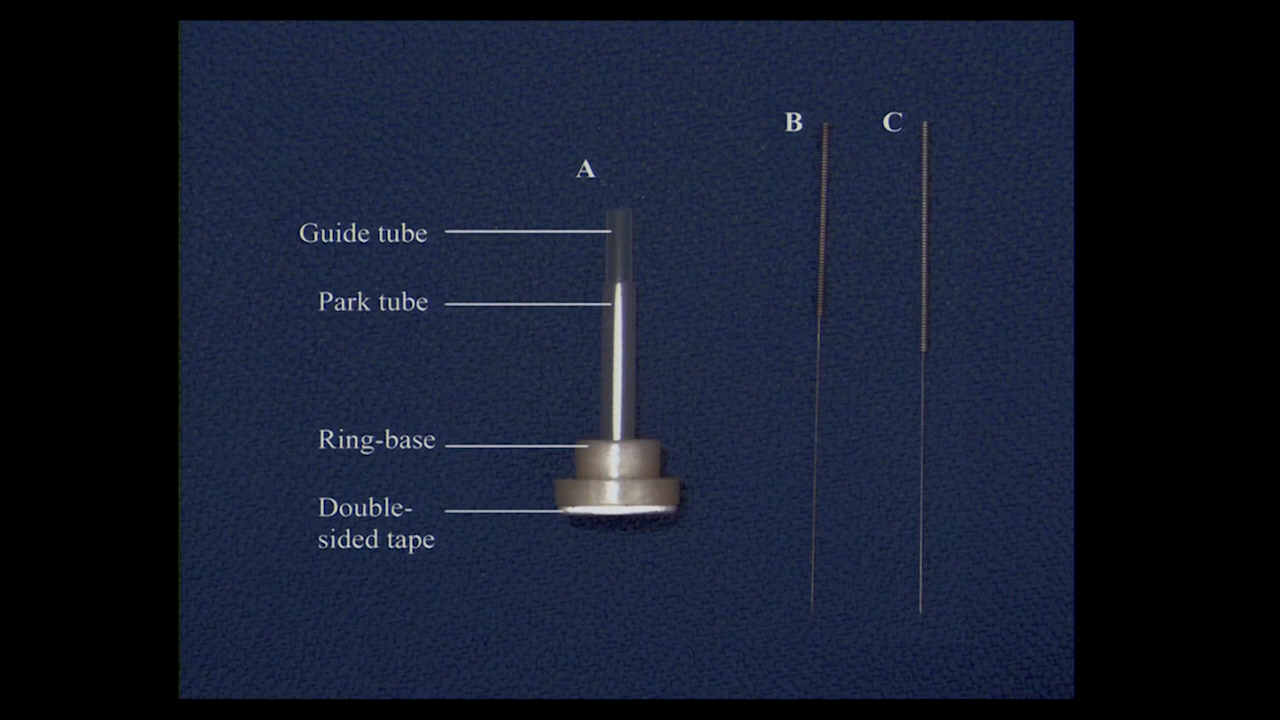 A
B
C
Guide tube
Park tube
Ring-base
Double-
sided tape